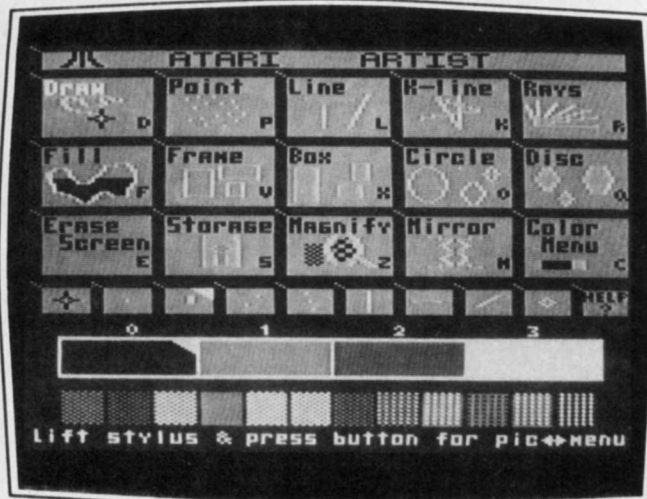 ATARI ARTIST
Draw Point Line K-line Rays
D P L K R
Fill Frame Box Circle Disc
F V X O Q
Erase Storage Magnify Mirror Color
Screen Menu
E S Z M C
HELP
?
0 1 2 3
Lift stylus & press button for pic↔Menu